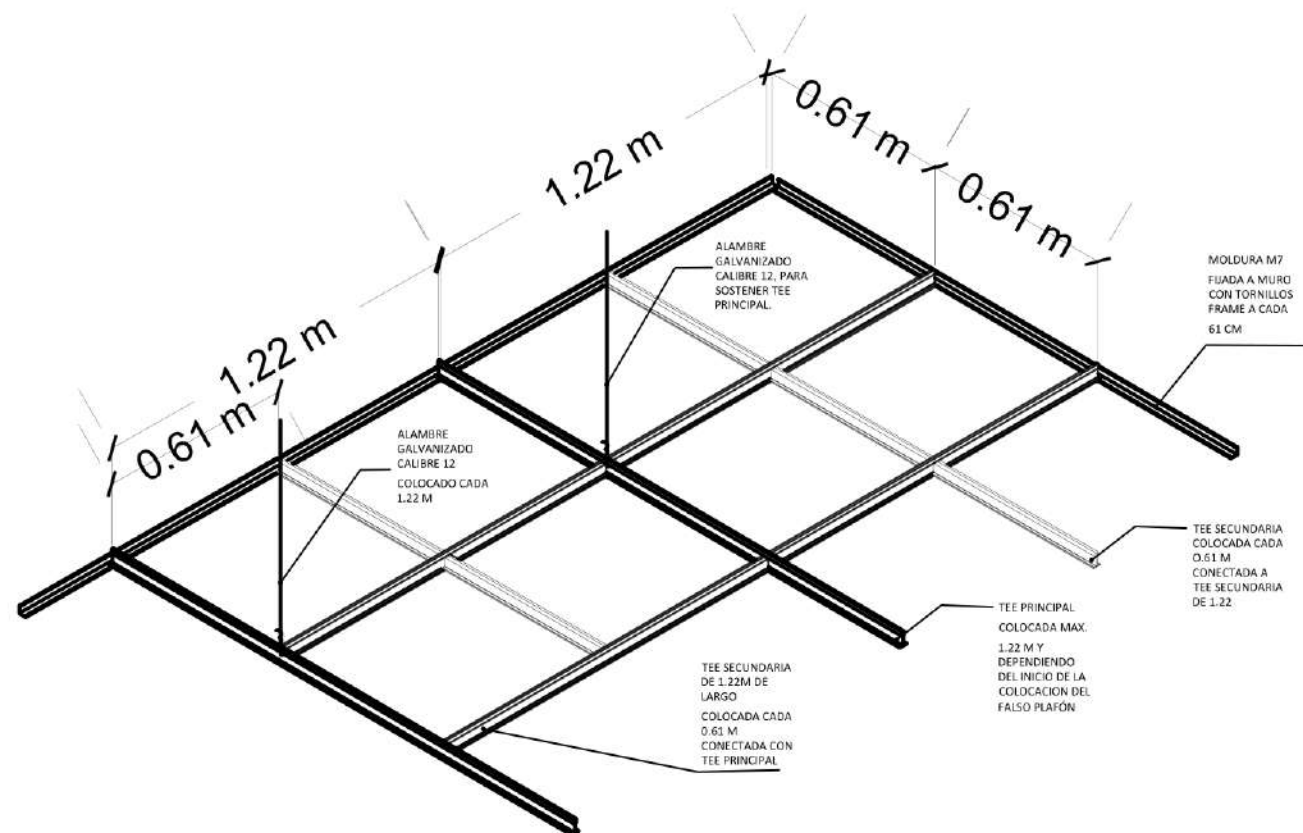 0.61 m
1.22 m
0.61 m
ALAMBRE
GALVANIZADO
CALIBRE 12, PARA
SOSTENER TEE
PRINCIPAL.
MOLDURA M7
FIJADA A MURO
CON TORNILLOS
FRAME A CADA
61 CM
1.22 m
0.61 m
ALAMBRE
GALVANIZADO
CALIBRE 12
COLOCADO CADA
1.22 M
TEE SECUNDARIA
COLOCADA CADA
0.61 M
CONECTADA A
TEE SECUNDARIA
DE 1.22
TEE PRINCIPAL
COLOCADA MAX.
1.22 M Y
DEPENDIENDO
DEL INICIO DE LA
COLOCACION DEL
FALSO PLAFÓN
TEE SECUNDARIA
DE 1.22M DE
LARGO
COLOCADA CADA
0.61 M
CONECTADA CON
TEE PRINCIPAL